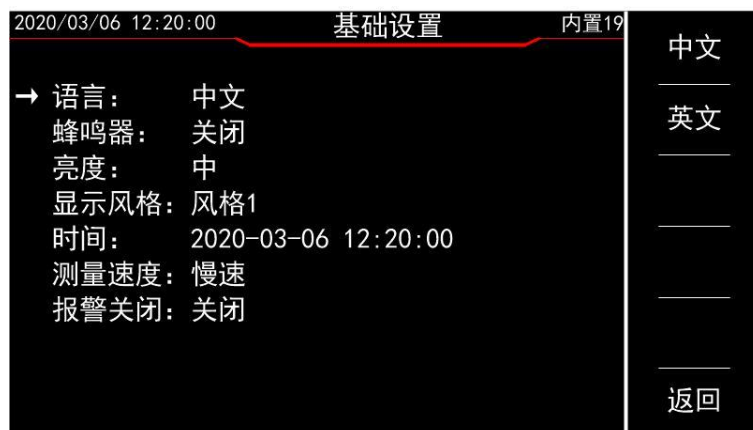 2020/03/06 12:20:00 基础设置 内置19
中文
→ 语言： 中文
英文
蜂鸣器： 关闭
亮度： 中
显示风格：风格1
时间： 2020-03-06 12:20:00
测量速度：慢速
报警关闭：关闭
返回